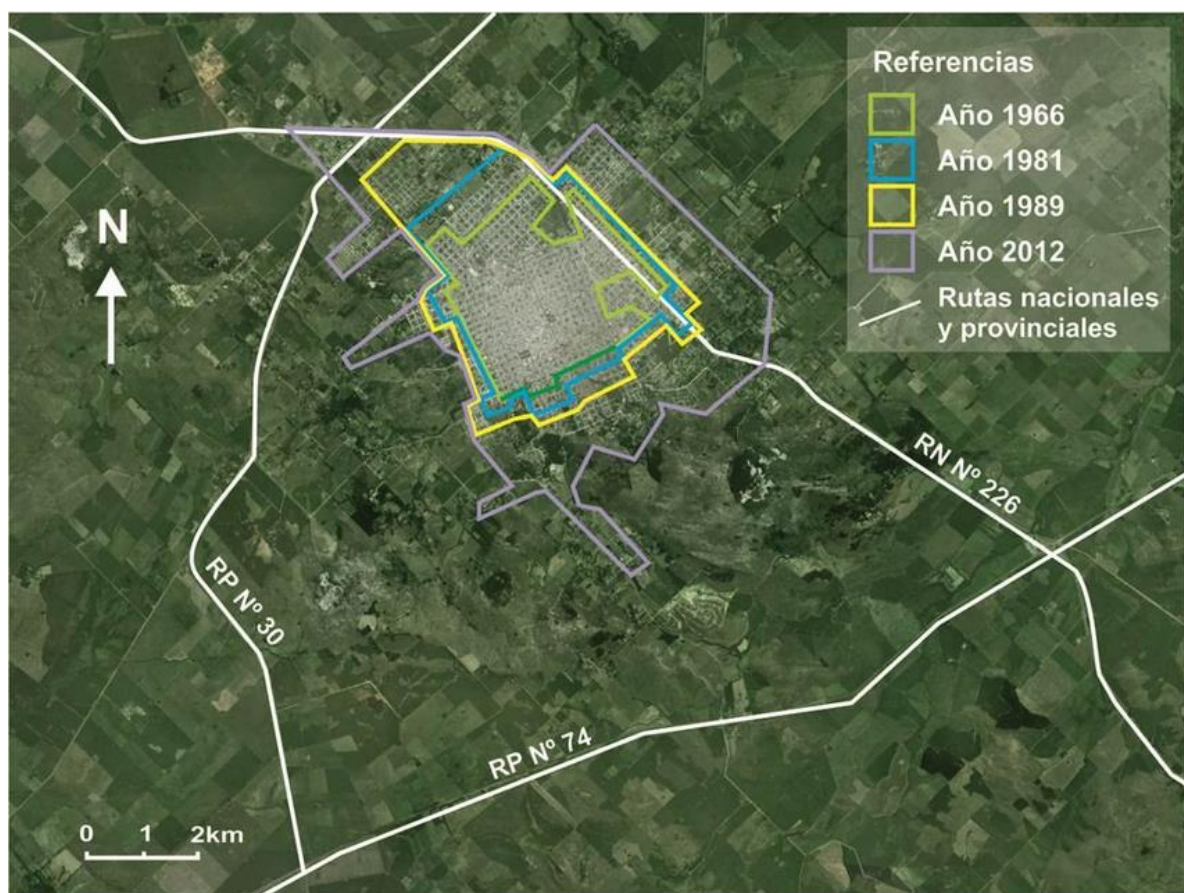 Referencias
Año 1966
Año 1981
Año 1989
Año 2012
Rutas nacionales
y provinciales
N
RN Nº 226
RP Nº 30
RP Nº 74
0 1 2km